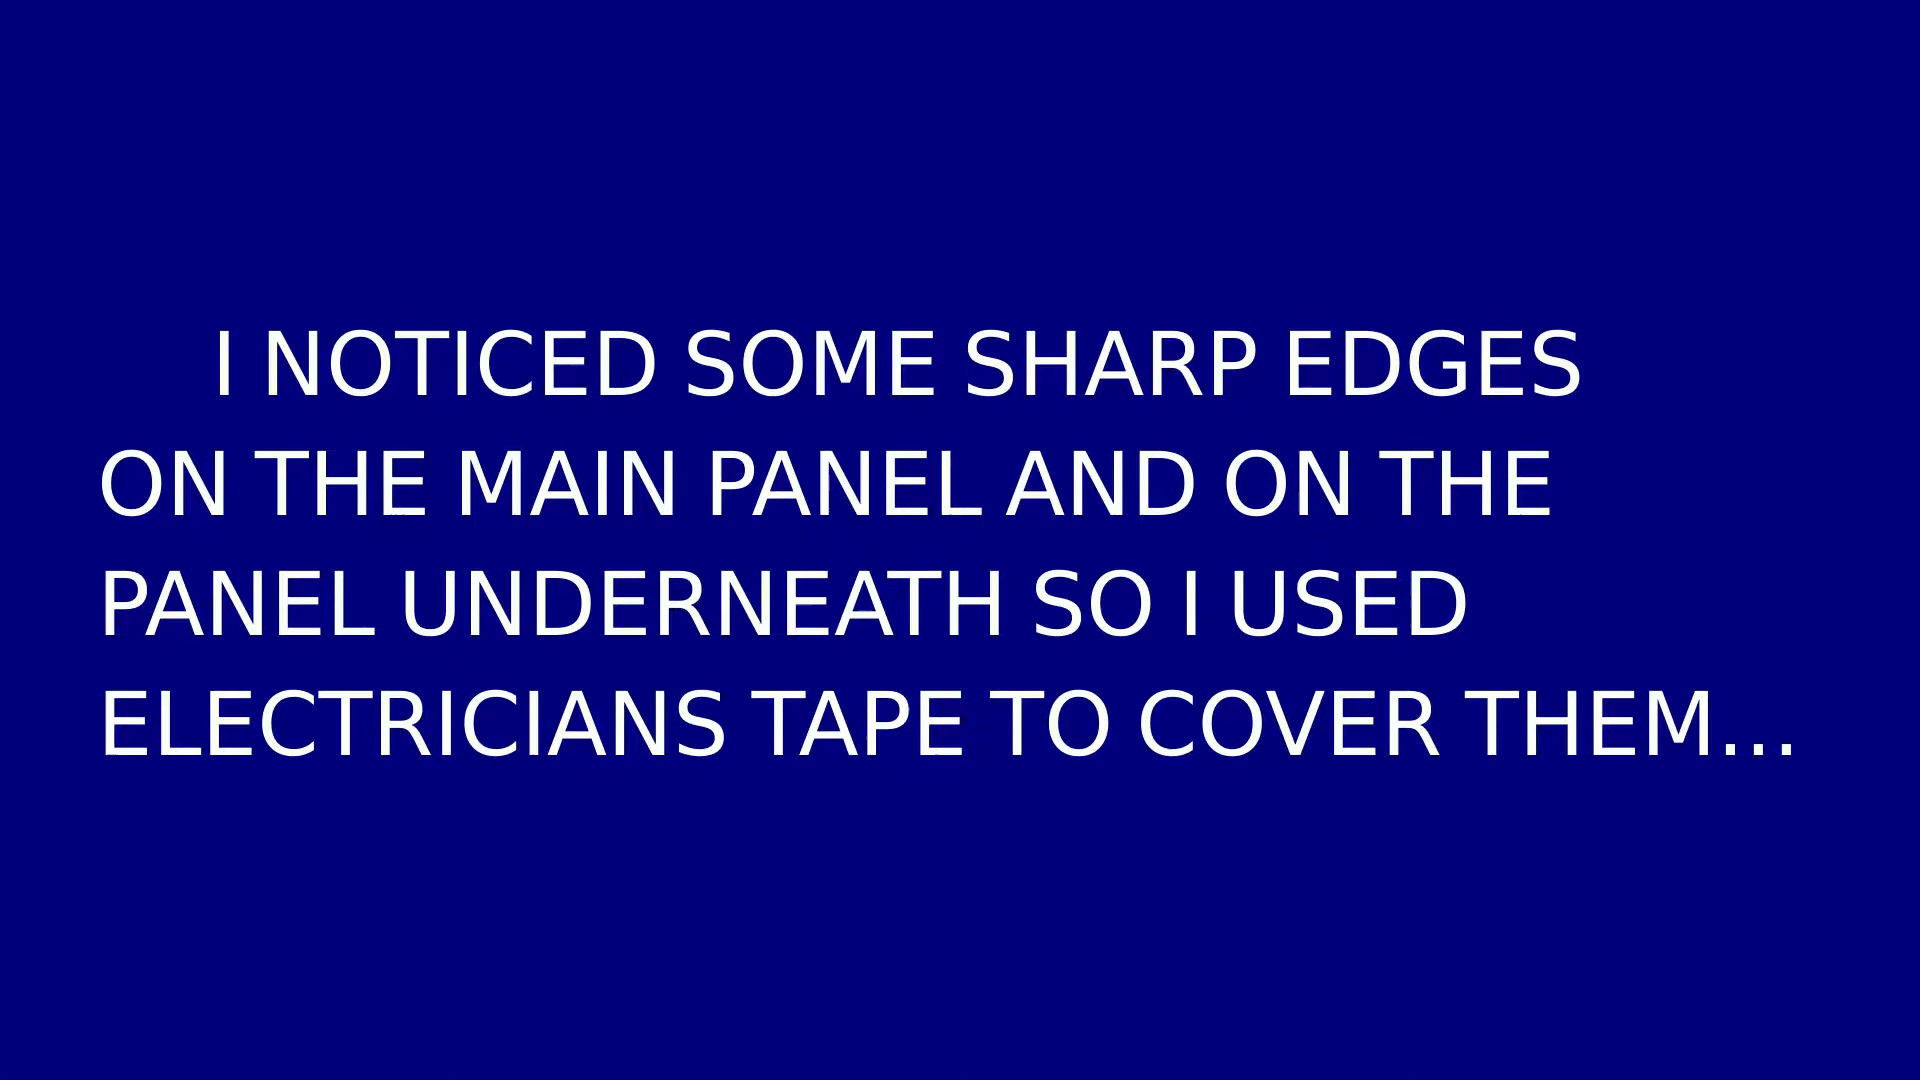 I NOTICED SOME SHARP EDGES
ON THE MAIN PANEL AND ON THE
PANEL UNDERNEATH SO I USED
ELECTRICIANS TAPE TO COVER THEM...